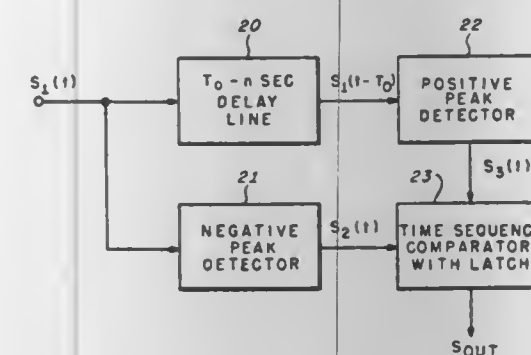 20
22
S₁(t)
T₀-n SEC
DELAY
LINE
S₁(t-T₀)
POSITIVE
PEAK
DETECTOR
21
23
S₃(t)
NEGATIVE
PEAK
DETECTOR
S₂(t)
TIME SEQUENC
COMPARATOR
WITH LATCH
SOUT